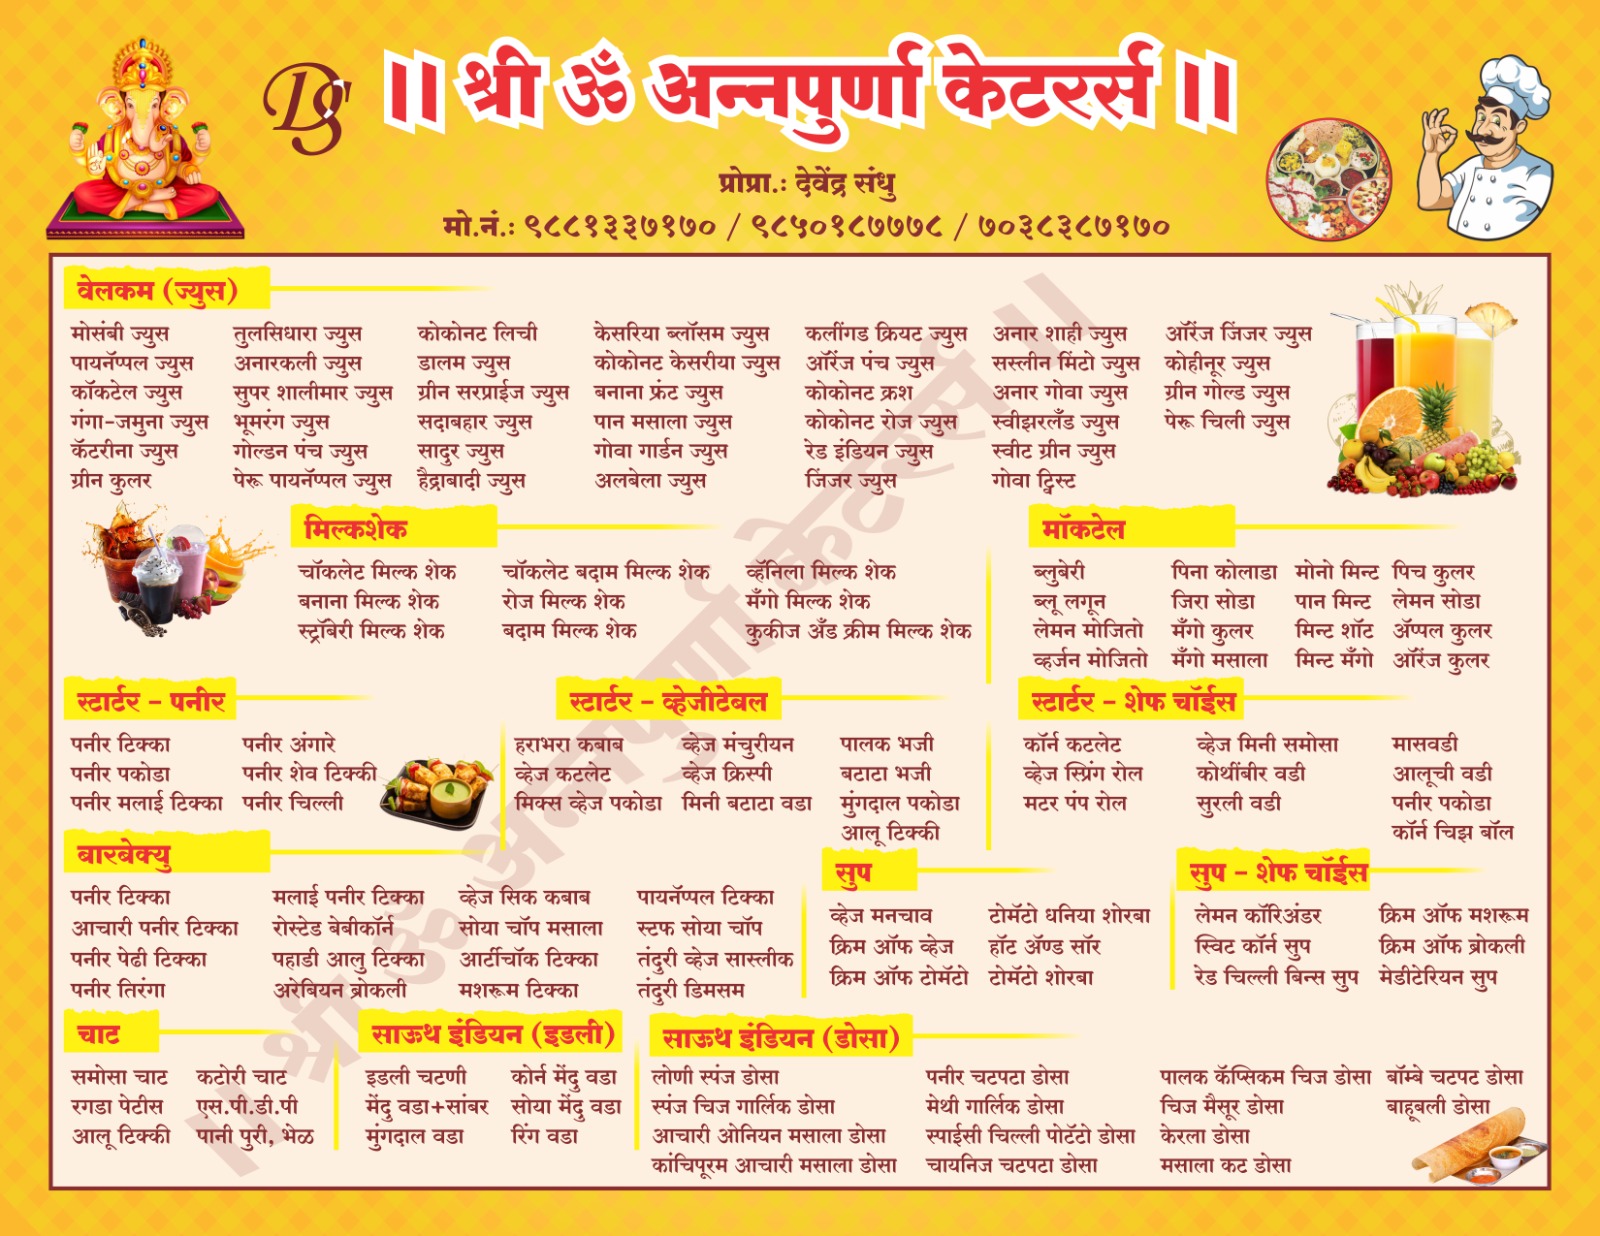 DS
॥ श्री ॐ अन्नपुर्णा केटरर्स ॥
प्रोप्रा.: देवेंद्र संधु
मो.नं.: ९८८१३३७१७० / ९८५०१८७७७८ / ७०३८३८७१७०
वेलकम (ज्युस)
मोसंबी ज्युस तुलसिधारा ज्युस कोकोनट लिची केसरिया ब्लॉसम ज्युस कलींगड क्रियट ज्युस अनार शाही ज्युस ऑरेंज जिंजर ज्युस
पायनॅप्पल ज्युस अनारकली ज्युस डालम ज्युस कोकोनट केसरीया ज्युस ऑरेंज पंच ज्युस सस्लीन मिंटो ज्युस कोहीनूर ज्युस
कॉकटेल ज्युस सुपर शालीमार ज्युस ग्रीन सरप्राईज ज्युस बनाना फ्रंट ज्युस कोकोनट क्रश अनार गोवा ज्युस ग्रीन गोल्ड ज्युस
गंगा-जमुना ज्युस भूमरंग ज्युस सदाबहार ज्युस पान मसाला ज्युस कोकोनट रोज ज्युस स्वीझरलँड ज्युस पेरू चिली ज्युस
कॅटरीना ज्युस गोल्डन पंच ज्युस सादुर ज्युस गोवा गार्डन ज्युस रेड इंडियन ज्युस स्वीट ग्रीन ज्युस
ग्रीन कुलर पेरू पायनॅप्पल ज्युस हैद्राबादी ज्युस अलबेला ज्युस जिंजर ज्युस गोवा ट्विस्ट
मिल्कशेक
चॉकलेट मिल्क शेक चॉकलेट बदाम मिल्क शेक व्हॅनिला मिल्क शेक
बनाना मिल्क शेक रोज मिल्क शेक मँगो मिल्क शेक
स्ट्रॉबेरी मिल्क शेक बदाम मिल्क शेक कुकीज अँड क्रीम मिल्क शेक
मॉकटेल
ब्लुबेरी पिना कोलाडा मोनो मिन्ट पिच कुलर
ब्लू लगून जिरा सोडा पान मिन्ट लेमन सोडा
लेमन मोजितो मँगो कुलर मिन्ट शॉट ॲप्पल कुलर
व्हर्जन मोजितो मँगो मसाला मिन्ट मँगो ऑरेंज कुलर
स्टार्टर - पनीर
पनीर टिक्का पनीर अंगारे
पनीर पकोडा पनीर शेव टिक्की
पनीर मलाई टिक्का पनीर चिल्ली
स्टार्टर - व्हेजीटेबल
हराभरा कबाब व्हेज मंचुरीयन पालक भजी
व्हेज कटलेट व्हेज क्रिस्पी बटाटा भजी
मिक्स व्हेज पकोडा मिनी बटाटा वडा मुंगदाल पकोडा
आलू टिक्की
स्टार्टर - शेफ चॉईस
कॉर्न कटलेट व्हेज मिनी समोसा मासवडी
व्हेज स्प्रिंग रोल कोथींबीर वडी आलूची वडी
मटर पंप रोल सुरली वडी पनीर पकोडा
कॉर्न चिझ बॉल
बारबेक्यु
पनीर टिक्का मलाई पनीर टिक्का व्हेज सिक कबाब पायनॅप्पल टिक्का
आचारी पनीर टिक्का रोस्टेड बेबीकॉर्न सोया चॉप मसाला स्टफ सोया चॉप
पनीर पेढी टिक्का पहाडी आलु टिक्का आर्टीचॉक टिक्का तंदुरी व्हेज सास्लीक
पनीर तिरंगा अरेबियन ब्रोकली मशरूम टिक्का तंदुरी डिमसम
सुप
व्हेज मनचाव टोमॅटो धनिया शोरबा
क्रिम ऑफ व्हेज हॉट ॲण्ड सॉर
क्रिम ऑफ टोमॅटो टोमॅटो शोरबा
सुप - शेफ चॉईस
लेमन कॉरिअंडर क्रिम ऑफ मशरूम
स्विट कॉर्न सुप क्रिम ऑफ ब्रोकली
रेड चिल्ली बिन्स सुप मेडीटेरियन सुप
चाट
समोसा चाट कटोरी चाट
रगडा पेटीस एस.पी.डी.पी
आलू टिक्की पानी पुरी, भेळ
साऊथ इंडियन (इडली)
इडली चटणी कोर्न मेंदु वडा
मेंदु वडा+सांबर सोया मेंदु वडा
मुंगदाल वडा रिंग वडा
साऊथ इंडियन (डोसा)
लोणी स्पंज डोसा पनीर चटपटा डोसा पालक कॅप्सिकम चिज डोसा बॉम्बे चटपट डोसा
स्पंज चिज गार्लिक डोसा मेथी गार्लिक डोसा चिज मैसूर डोसा बाहूबली डोसा
आचारी ओनियन मसाला डोसा स्पाईसी चिल्ली पोटॅटो डोसा केरला डोसा
कांचिपूरम आचारी मसाला डोसा चायनिज चटपटा डोसा मसाला कट डोसा
॥ श्री ॐ अन्नपुर्णा केटरर्स ॥